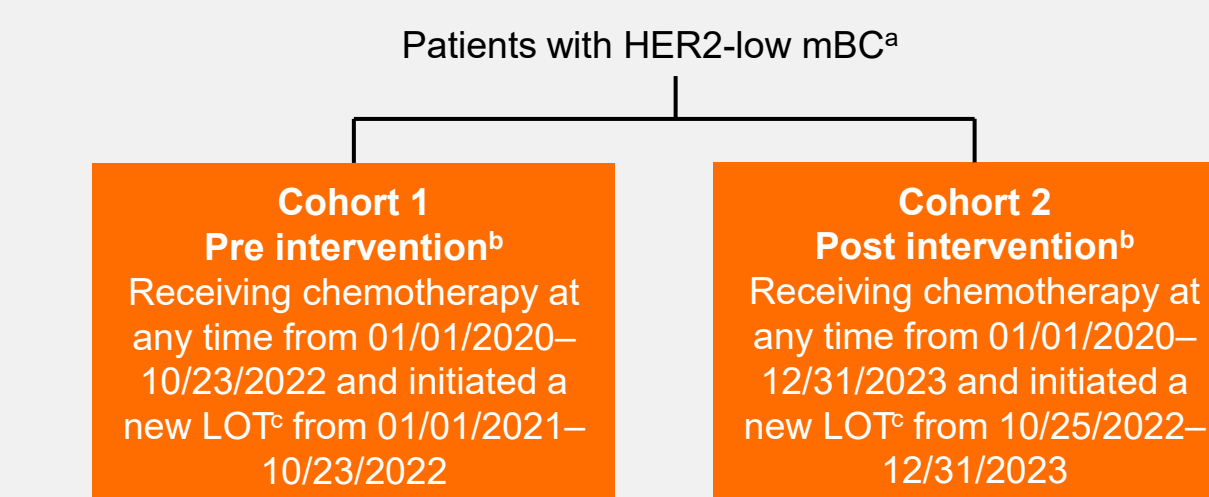 Patients with HER2-low mBCᵃ
Cohort 1
Pre interventionᵇ
Receiving chemotherapy at
any time from 01/01/2020–
10/23/2022 and initiated a
new LOTᶜ from 01/01/2021–
10/23/2022
Cohort 2
Post interventionᵇ
Receiving chemotherapy at
any time from 01/01/2020–
12/31/2023 and initiated a
new LOTᶜ from 10/25/2022–
12/31/2023